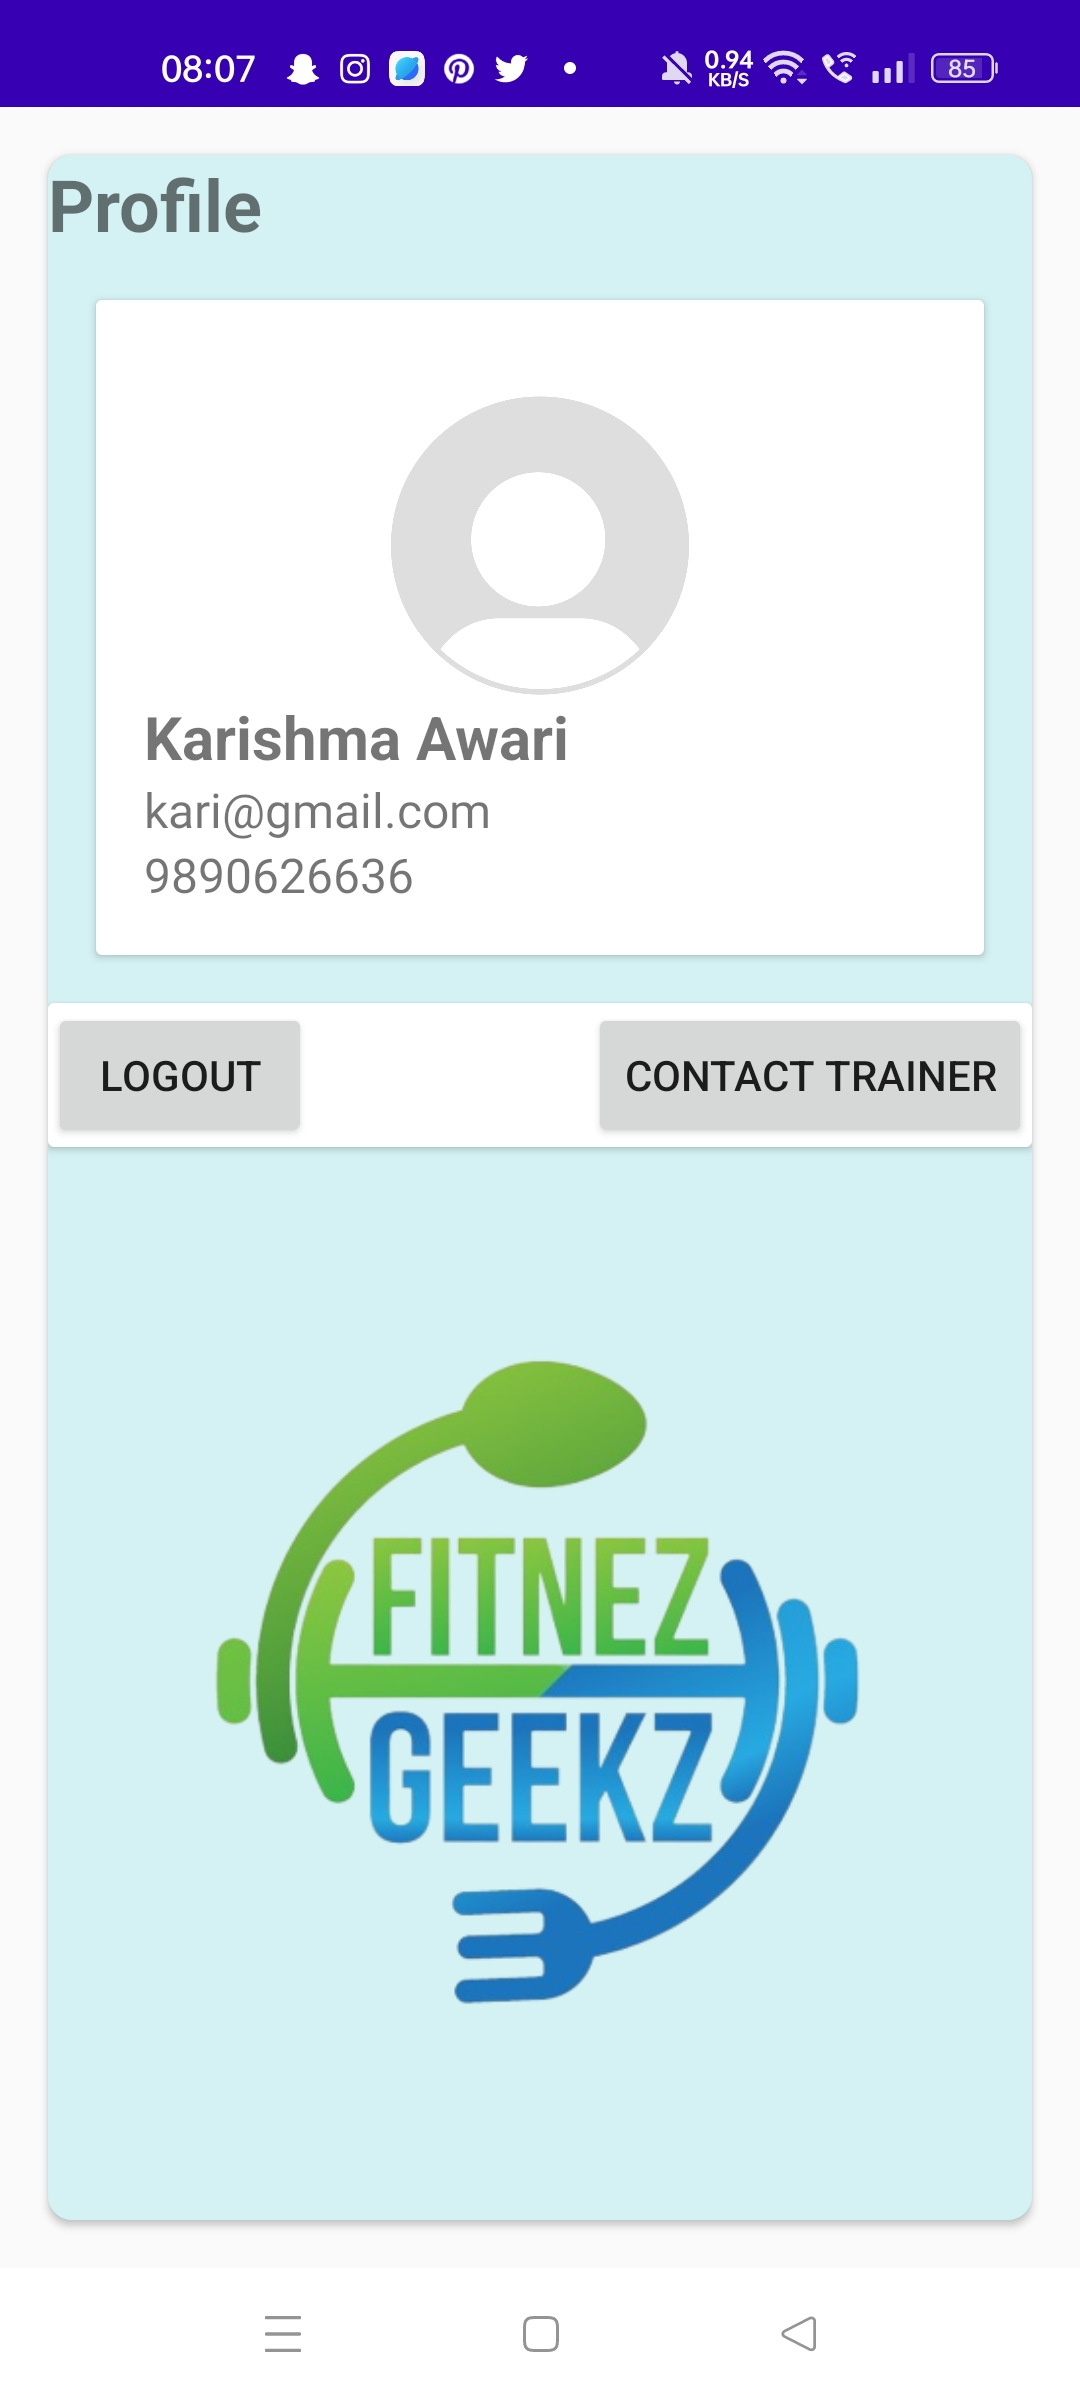 08:07 0.94 KB/S 85
Profile
Karishma Awari
kari@gmail.com
9890626636
LOGOUT CONTACT TRAINER
FITNEZ
GEEKZ